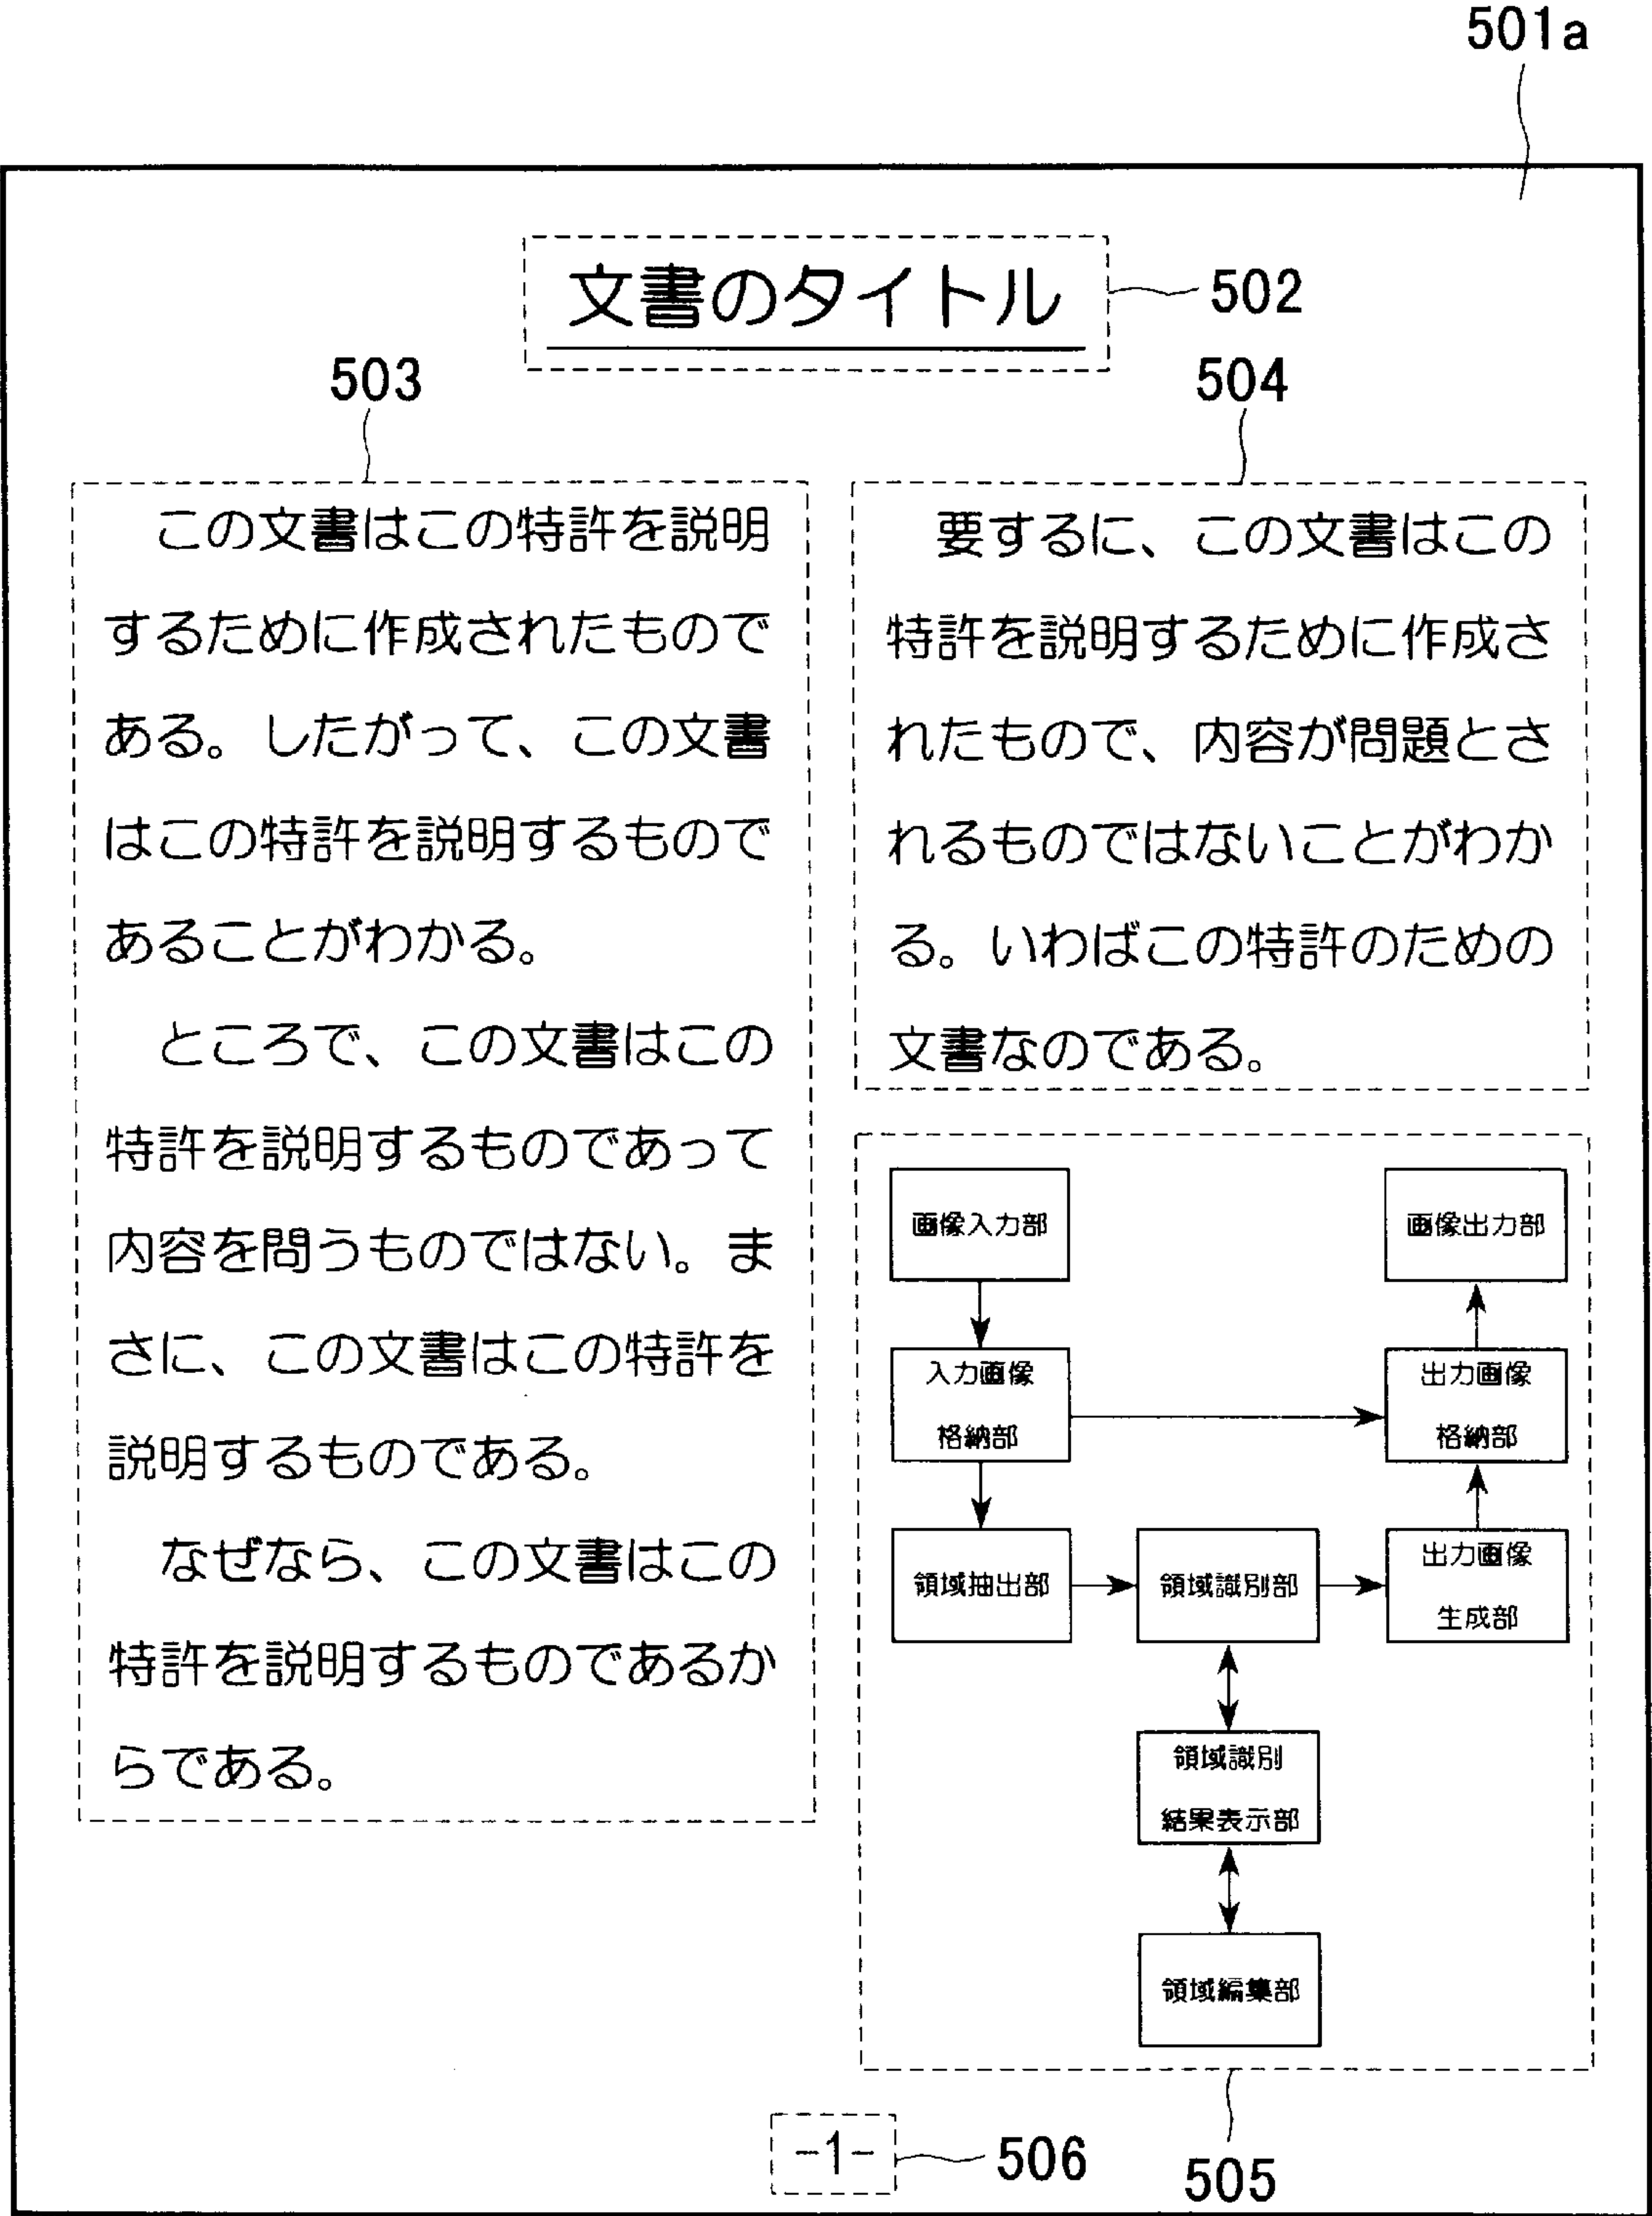 501a
文書のタイトル
502
503
504
この文書はこの特許を説明
するために作成されたもので
ある。したがって、この文書
はこの特許を説明するもので
あることがわかる。
ところで、この文書はこの
特許を説明するものであって
内容を問うものではない。ま
さに、この文書はこの特許を
説明するものである。
なぜなら、この文書はこの
特許を説明するものであるか
らである。
要するに、この文書はこの
特許を説明するために作成さ
れたもので、内容が問題とさ
れるものではないことがわか
る。いわばこの特許のための
文書なのである。
画像入力部
画像出力部
入力画像
格納部
出力画像
格納部
領域抽出部
領域識別部
出力画像
生成部
領域識別
結果表示部
領域編集部
-1-
506
505